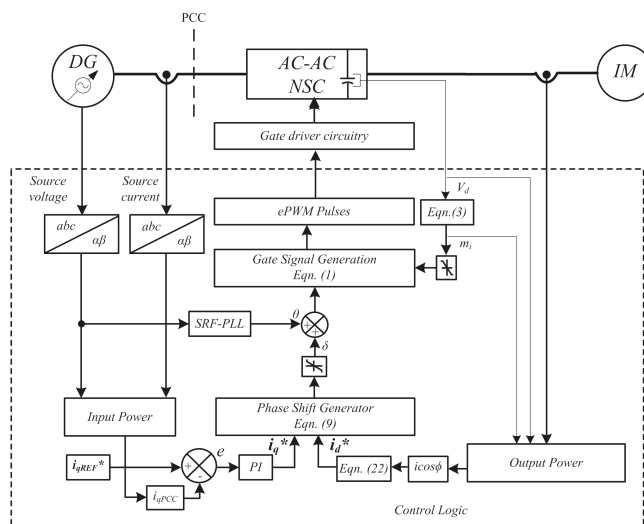 PCC
DG
AC-AC
NSC
IM
Gate driver circuitry
Source
voltage
Source
current
V_d
abc
αβ
abc
αβ
ePWM Pulses
Eqn.(3)
m_i
Gate Signal Generation
Eqn. (1)
SRF-PLL
θ
+
+
δ
Input Power
Phase Shift Generator
Eqn. (9)
i_q*
i_d*
i_qREF*
+
-
e
PI
Eqn. (22)
icosϕ
Output Power
i_qPCC
Control Logic